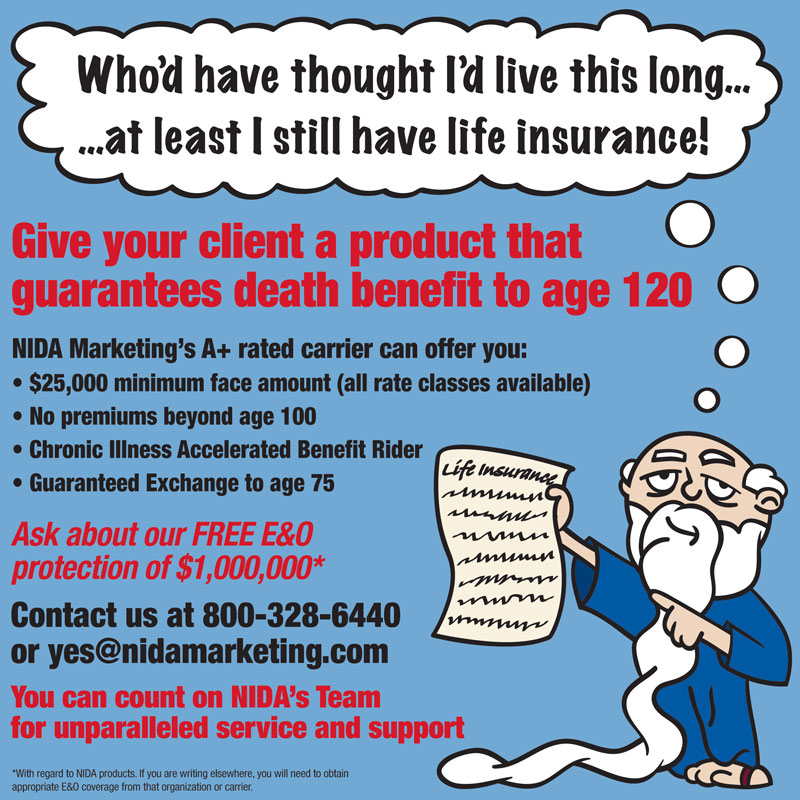 Who'd have thought I'd live this long...
...at least I still have life insurance!
Give your client a product that
guarantees death benefit to age 120
NIDA Marketing's A+ rated carrier can offer you:
• $25,000 minimum face amount (all rate classes available)
• No premiums beyond age 100
• Chronic Illness Accelerated Benefit Rider
• Guaranteed Exchange to age 75
Life Insurance
Ask about our FREE E&O
protection of $1,000,000*
Contact us at 800-328-6440
or yes@nidamarketing.com
You can count on NIDA's Team
for unparalleled service and support
*With regard to NIDA products. If you are writing elsewhere, you will need to obtain
appropriate E&O coverage from that organization or carrier.